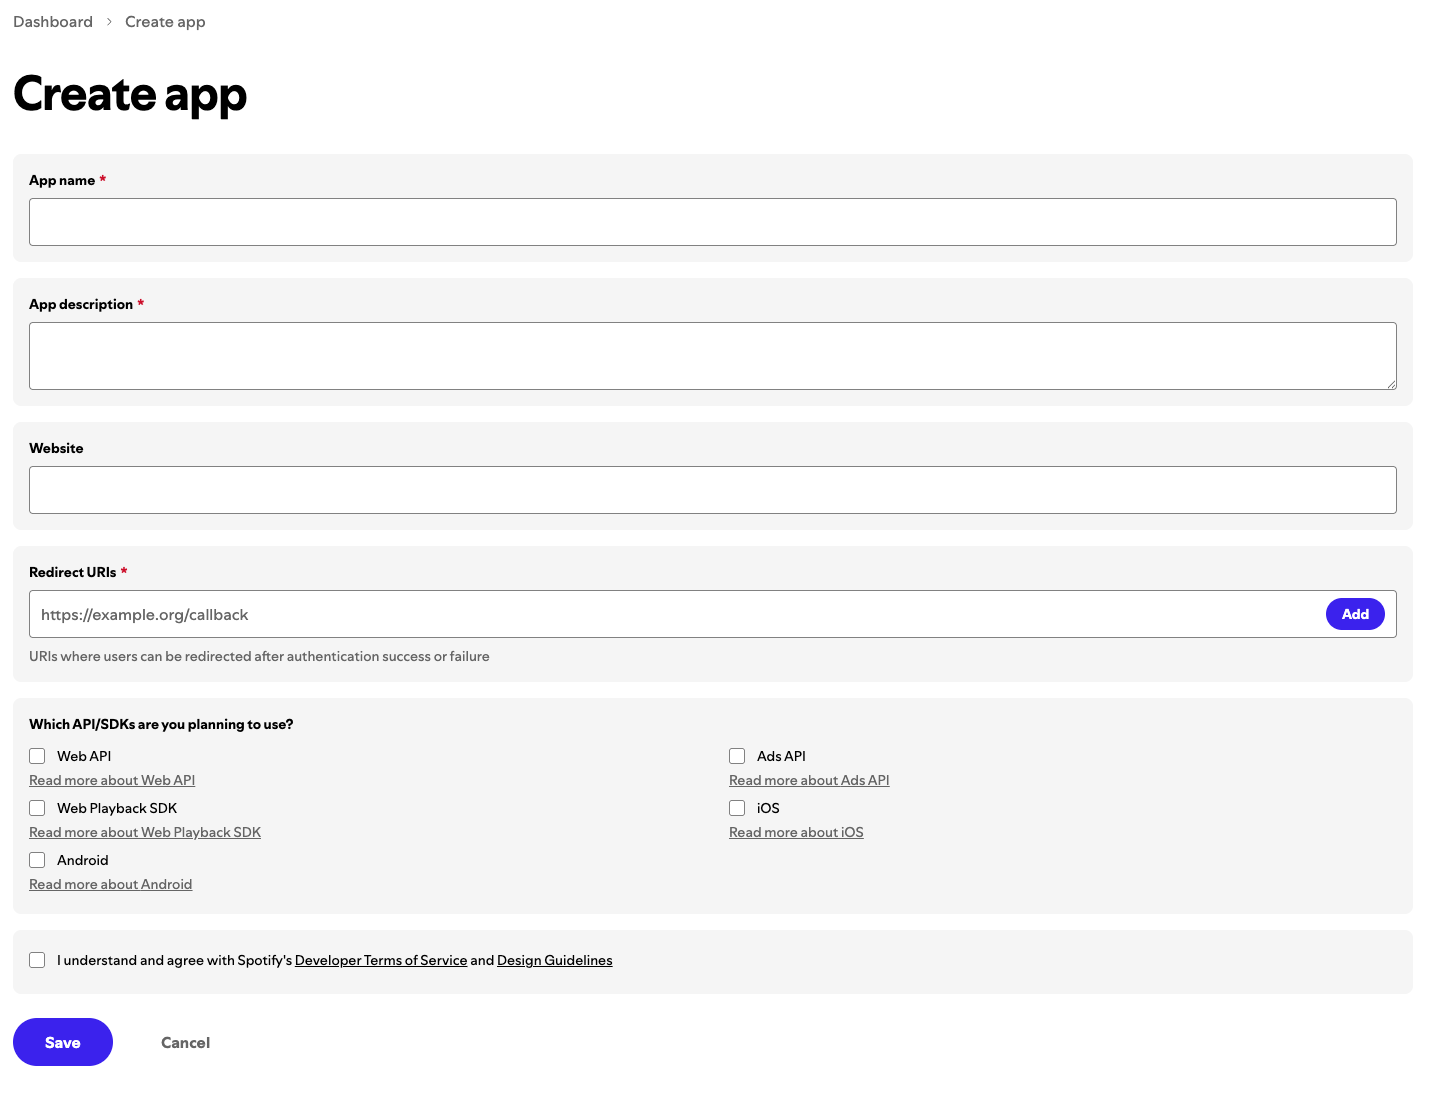 Dashboard > Create app
Create app
App name *
App description *
Website
Redirect URIs *
https://example.org/callback
Add
URIs where users can be redirected after authentication success or failure
Which API/SDKs are you planning to use?
Web API
Read more about Web API
Ads API
Read more about Ads API
Web Playback SDK
Read more about Web Playback SDK
iOS
Read more about iOS
Android
Read more about Android
I understand and agree with Spotify's Developer Terms of Service and Design Guidelines
Save
Cancel